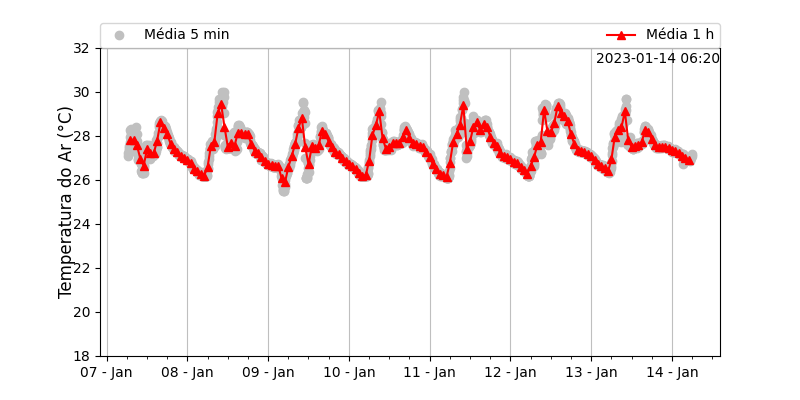 Média 5 min
Média 1 h
2023-01-14 06:20
Temperatura do Ar (°C)
32
30
28
26
24
22
20
18
07 - Jan
08 - Jan
09 - Jan
10 - Jan
11 - Jan
12 - Jan
13 - Jan
14 - Jan